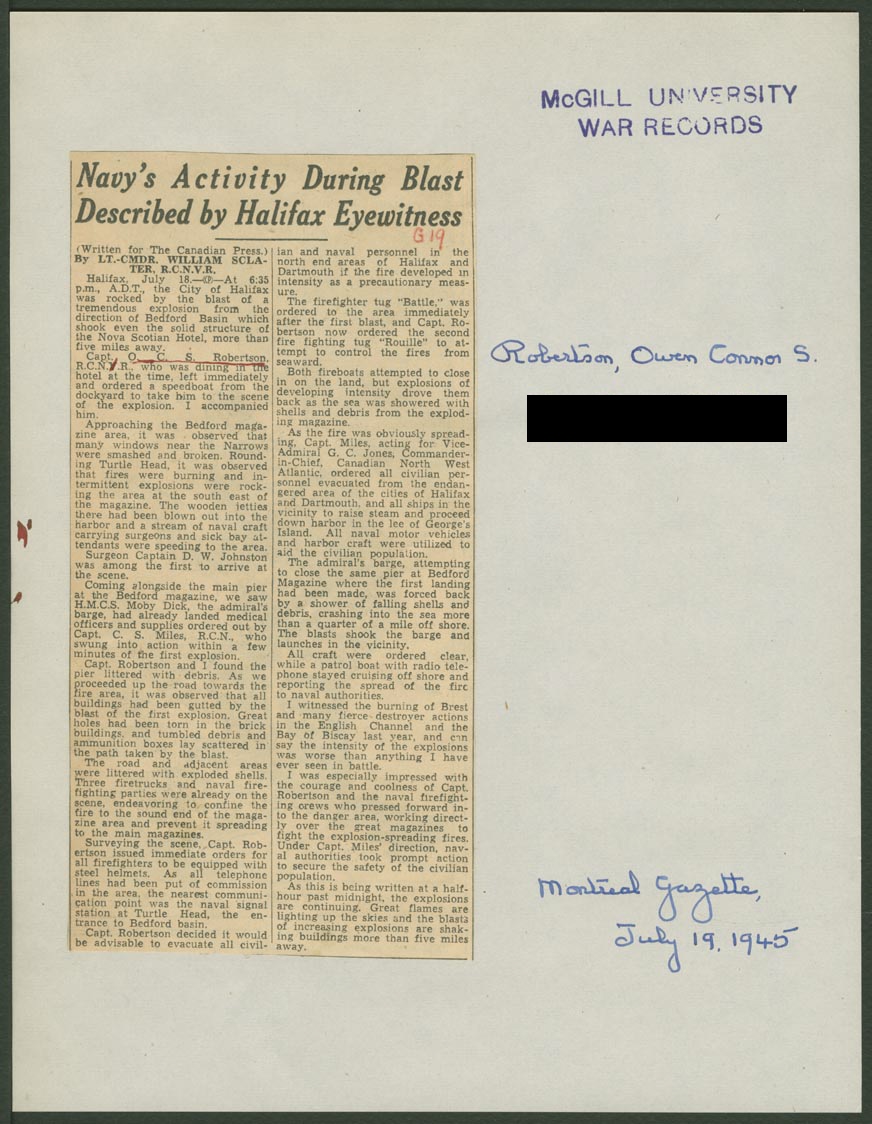 McGILL UNIVERSITY
WAR RECORDS
Navy's Activity During Blast
Described by Halifax Eyewitness
G19
(Written for The Canadian Press.)
By LT.-CMDR. WILLIAM SCLA-
TER, R.C.N.V.R.
Halifax, July 18.—(CP)—At 6:35
p.m., A.D.T., the City of Halifax
was rocked by the blast of a
tremendous explosion from the
direction of Bedford Basin which
shook even the solid structure of
the Nova Scotian Hotel, more than
five miles away.
Capt. O. C. S. Robertson,
R.C.N.V.R., who was dining in the
hotel at the time, left immediately
and ordered a speedboat from the
dockyard to take him to the scene
of the explosion. I accompanied
him.
Approaching the Bedford maga-
zine area, it was observed that
many windows near the Narrows
were smashed and broken. Round-
ing Turtle Head, it was observed
that fires were burning and in-
termittent explosions were rock-
ing the area at the south east of
the magazine. The wooden jetties
there had been blown out into the
harbor and a stream of naval craft
carrying surgeons and sick bay at-
tendants were speeding to the area.
Surgeon Captain D. W. Johnston
was among the first to arrive at
the scene.
Coming alongside the main pier
at the Bedford magazine, we saw
H.M.C.S. Moby Dick, the admiral's
barge, had already landed medical
officers and supplies ordered out by
Capt. C. S. Miles, R.C.N., who
swung into action within a few
minutes of the first explosion.
Capt. Robertson and I found the
pier littered with debris. As we
proceeded up the road towards the
fire area, it was observed that all
buildings had been gutted by the
blast of the first explosion. Great
holes had been torn in the brick
buildings, and tumbled debris and
ammunition boxes lay scattered in
the path taken by the blast.
The road and adjacent areas
were littered with exploded shells.
Three firetrucks and naval fire-
fighting parties were already on the
scene, endeavoring to confine the
fire to the sound end of the maga-
zine area and prevent it spreading
to the main magazines.
Surveying the scene, Capt. Rob-
ertson issued immediate orders for
all firefighters to be equipped with
steel helmets. As all telephone
lines had been put of commission
in the area, the nearest communi-
cation point was the naval signal
station at Turtle Head, the en-
trance to Bedford basin.
Capt. Robertson decided it would
be advisable to evacuate all civil-
ian and naval personnel in the
north end areas of Halifax and
Dartmouth if the fire developed in
intensity as a precautionary meas-
ure.
The firefighter tug "Battle," was
ordered to the area immediately
after the first blast, and Capt. Ro-
bertson now ordered the second
fire fighting tug "Rouille" to at-
tempt to control the fires from
seaward.
Both fireboats attempted to close
in on the land, but explosions of
developing intensity drove them
back as the sea was showered with
shells and debris from the explod-
ing magazine.
As the fire was obviously spread-
ing, Capt. Miles, acting for Vice-
Admiral G. C. Jones, Commander-
in-Chief, Canadian North West
Atlantic, ordered all civilian per-
sonnel evacuated from the endan-
gered area of the cities of Halifax
and Dartmouth, and all ships in the
vicinity to raise steam and proceed
down harbor in the lee of George's
Island. All naval motor vehicles
and harbor craft were utilized to
aid the civilian population.
The admiral's barge, attempting
to close the same pier at Bedford
Magazine where the first landing
had been made, was forced back
by a shower of falling shells and
debris, crashing into the sea more
than a quarter of a mile off shore.
The blasts shook the barge and
launches in the vicinity.
All craft were ordered clear,
while a patrol boat with radio tele-
phone stayed cruising off shore and
reporting the spread of the fire
to naval authorities.
I witnessed the burning of Brest
and many fierce destroyer actions
in the English Channel and the
Bay of Biscay last year, and can
say the intensity of the explosions
was worse than anything I have
ever seen in battle.
I was especially impressed with
the courage and coolness of Capt.
Robertson and the naval firefight-
ing crews who pressed forward in-
to the danger area, working direct-
ly over the great magazines to
fight the explosion-spreading fires.
Under Capt. Miles' direction, nav-
al authorities took prompt action
to secure the safety of the civilian
population.
As this is being written at a half-
hour past midnight, the explosions
are continuing. Great flames are
lighting up the skies and the blasts
of increasing explosions are shak-
ing buildings more than five miles
away.
Robertson, Owen Connor S.
Montreal Gazette,
July 19, 1945